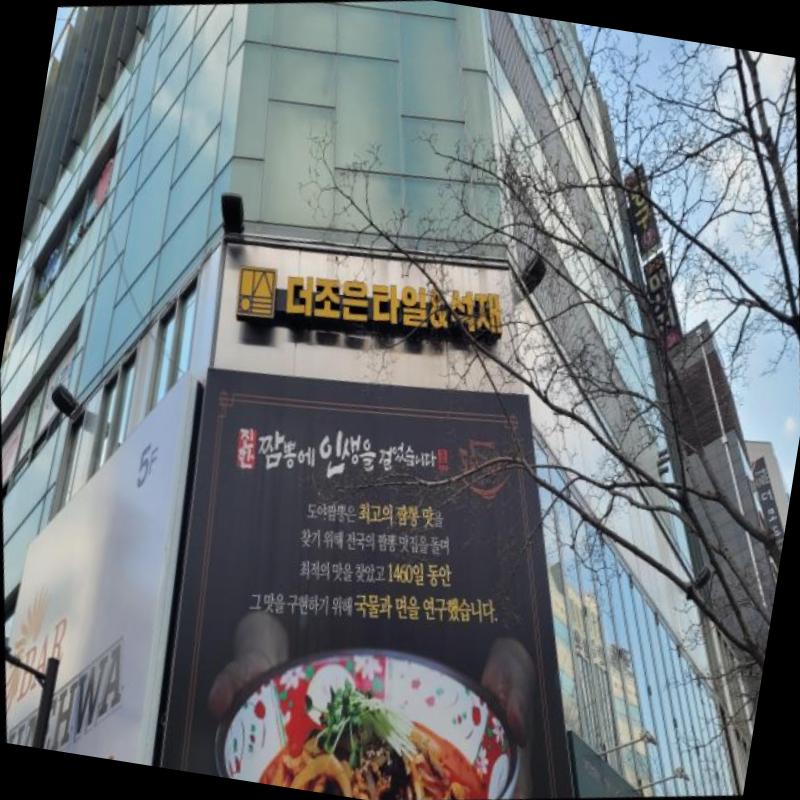 더조은타일&석재
진한 짬뽕에 인생을 걸었습니다
도야짬뽕은 최고의 짬뽕 맛을
찾기 위해 전국의 짬뽕 맛집을 돌며
최적의 맛을 찾았고 1460일 동안
그 맛을 구현하기 위해 국물과 면을 연구했습니다.
5F
BAR